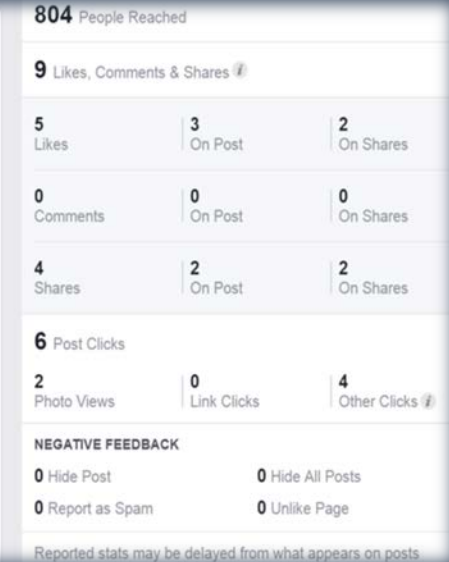 804 People Reached
9 Likes, Comments & Shares i
5 3 2
Likes On Post On Shares
0 0 0
Comments On Post On Shares
4 2 2
Shares On Post On Shares
6 Post Clicks
2 0 4
Photo Views Link Clicks Other Clicks i
NEGATIVE FEEDBACK
0 Hide Post 0 Hide All Posts
0 Report as Spam 0 Unlike Page
Reported stats may be delayed from what appears on posts